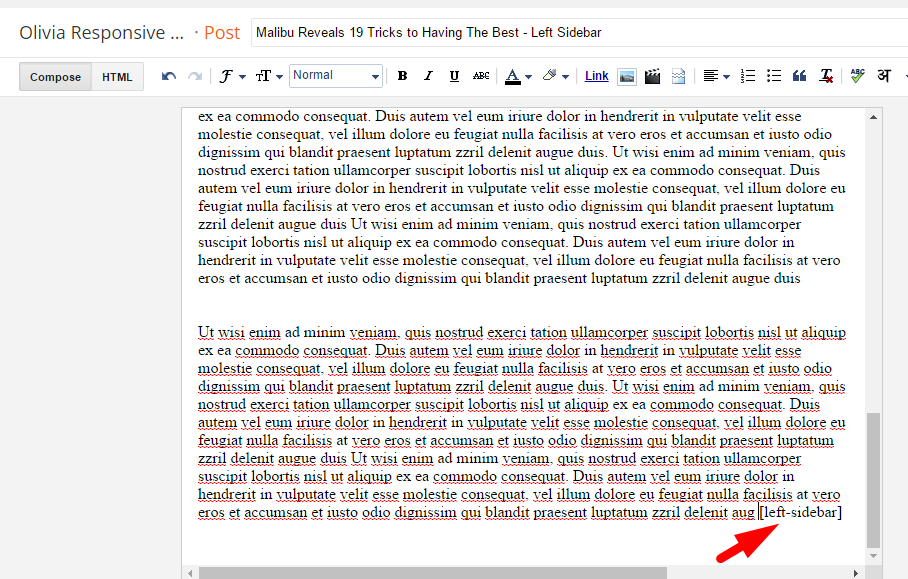 Olivia Responsive ... · Post Malibu Reveals 19 Tricks to Having The Best - Left Sidebar
Compose HTML F TT Normal B I U ABC A Link ABC अ
ex ea commodo consequat. Duis autem vel eum iriure dolor in hendrerit in vulputate velit esse
molestie consequat, vel illum dolore eu feugiat nulla facilisis at vero eros et accumsan et iusto odio
dignissim qui blandit praesent luptatum zzril delenit augue duis. Ut wisi enim ad minim veniam, quis
nostrud exerci tation ullamcorper suscipit lobortis nisl ut aliquip ex ea commodo consequat. Duis
autem vel eum iriure dolor in hendrerit in vulputate velit esse molestie consequat, vel illum dolore eu
feugiat nulla facilisis at vero eros et accumsan et iusto odio dignissim qui blandit praesent luptatum
zzril delenit augue duis Ut wisi enim ad minim veniam, quis nostrud exerci tation ullamcorper
suscipit lobortis nisl ut aliquip ex ea commodo consequat. Duis autem vel eum iriure dolor in
hendrerit in vulputate velit esse molestie consequat, vel illum dolore eu feugiat nulla facilisis at vero
eros et accumsan et iusto odio dignissim qui blandit praesent luptatum zzril delenit augue duis
Ut wisi enim ad minim veniam, quis nostrud exerci tation ullamcorper suscipit lobortis nisl ut aliquip
ex ea commodo consequat. Duis autem vel eum iriure dolor in hendrerit in vulputate velit esse
molestie consequat, vel illum dolore eu feugiat nulla facilisis at vero eros et accumsan et iusto odio
dignissim qui blandit praesent luptatum zzril delenit augue duis. Ut wisi enim ad minim veniam, quis
nostrud exerci tation ullamcorper suscipit lobortis nisl ut aliquip ex ea commodo consequat. Duis
autem vel eum iriure dolor in hendrerit in vulputate velit esse molestie consequat, vel illum dolore eu
feugiat nulla facilisis at vero eros et accumsan et iusto odio dignissim qui blandit praesent luptatum
zzril delenit augue duis Ut wisi enim ad minim veniam, quis nostrud exerci tation ullamcorper
suscipit lobortis nisl ut aliquip ex ea commodo consequat. Duis autem vel eum iriure dolor in
hendrerit in vulputate velit esse molestie consequat, vel illum dolore eu feugiat nulla facilisis at vero
eros et accumsan et iusto odio dignissim qui blandit praesent luptatum zzril delenit aug [left-sidebar]